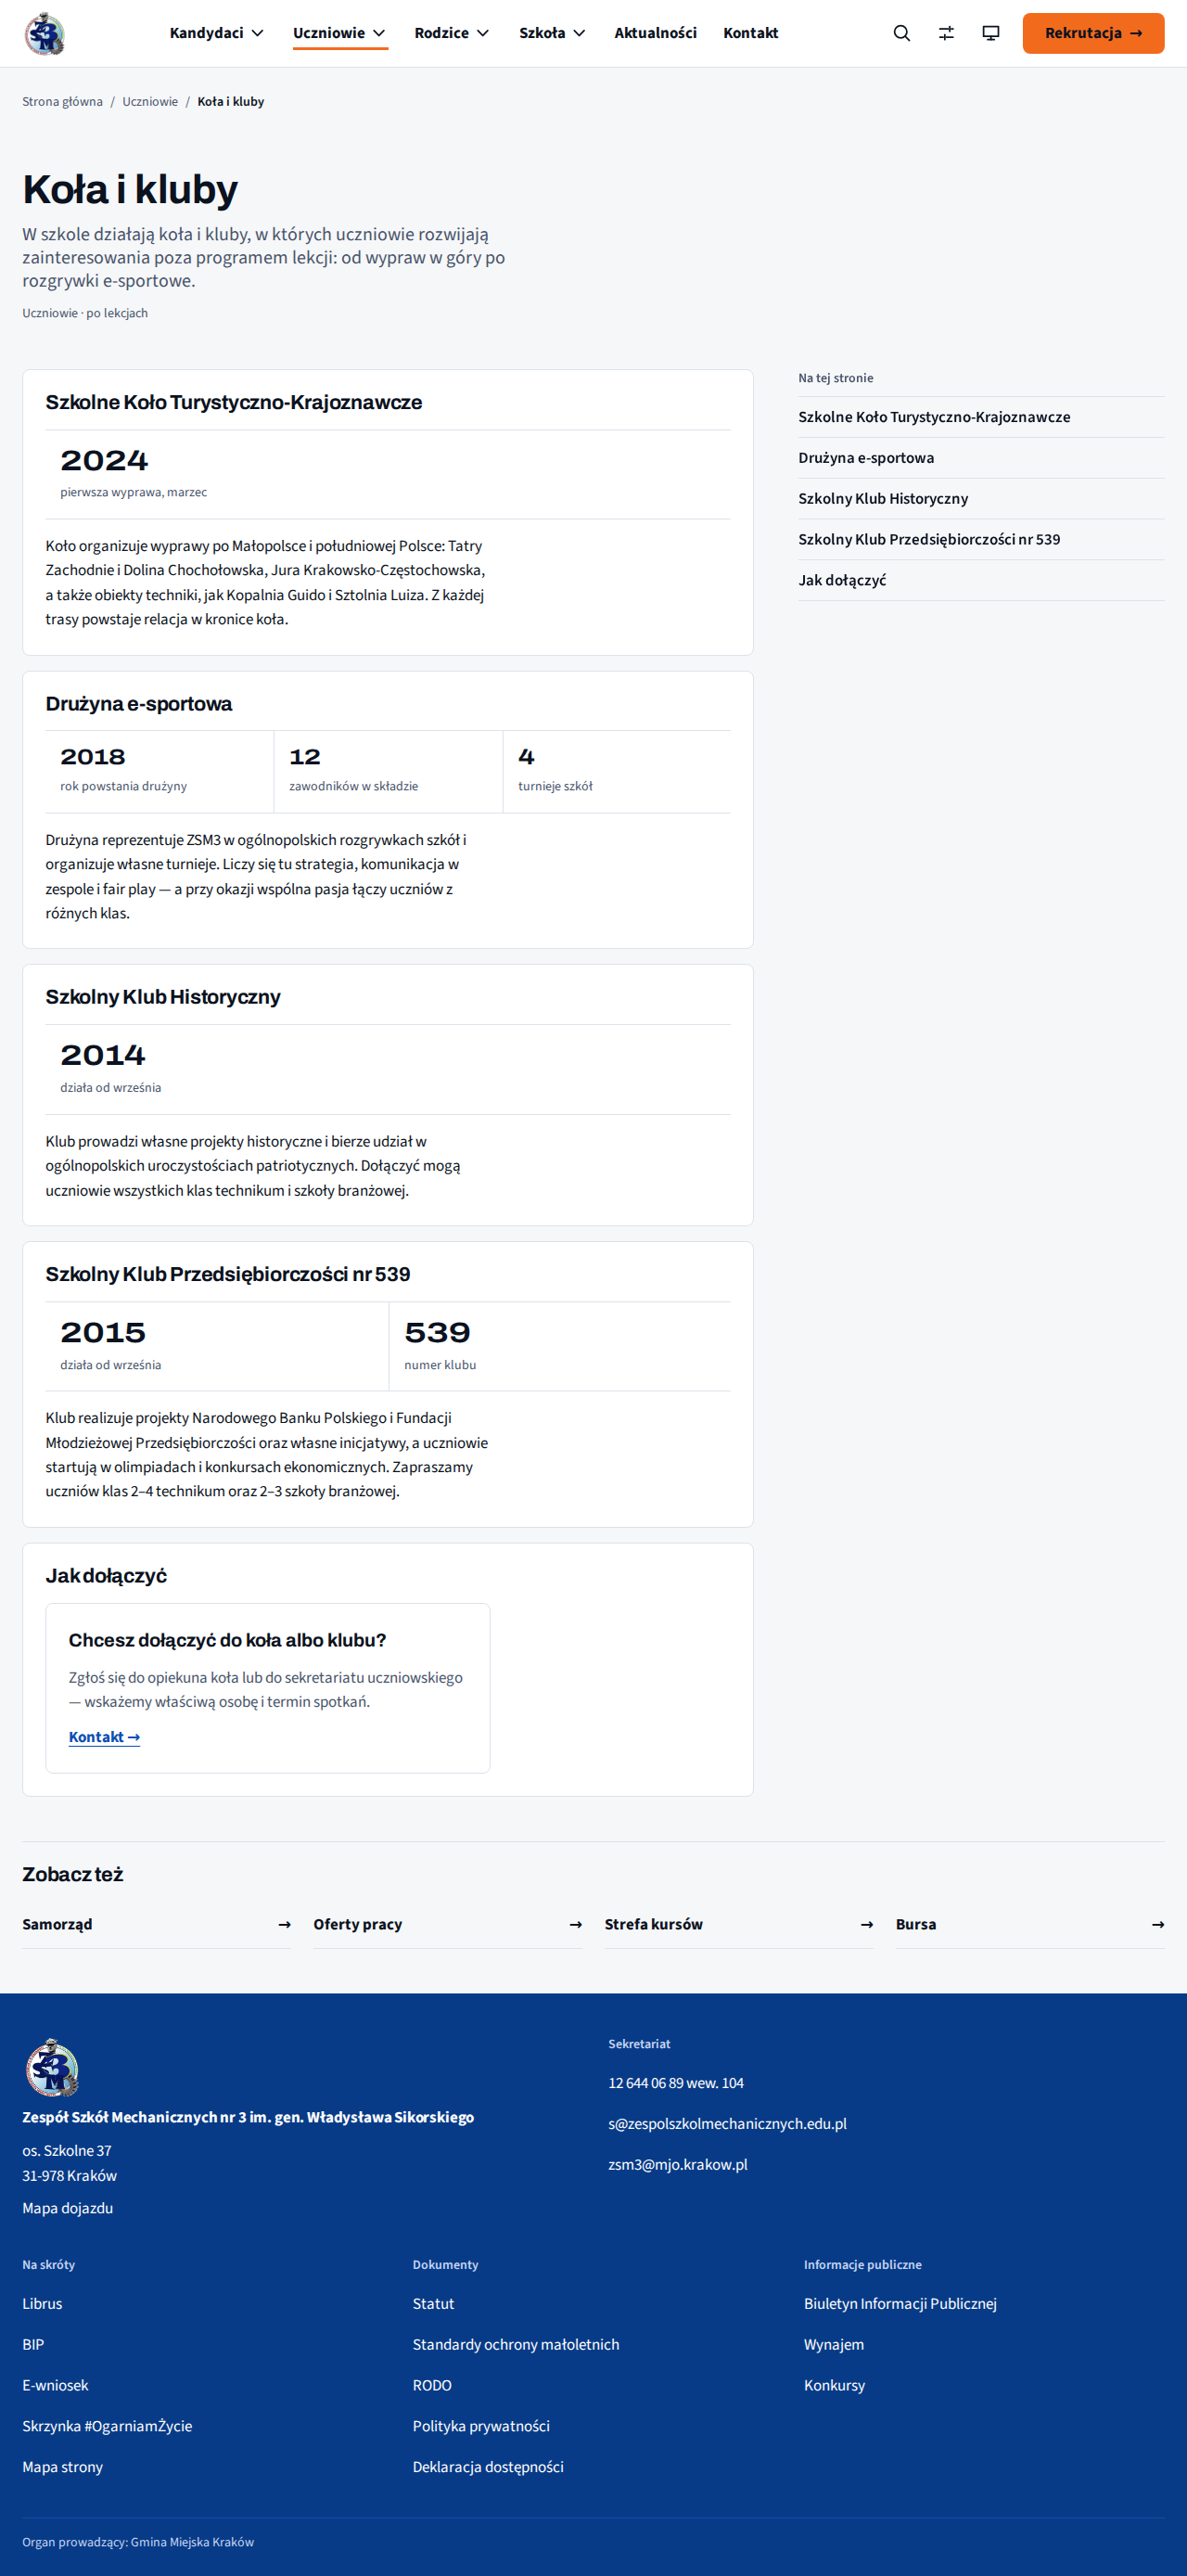 Kandydaci
Uczniowie
Rodzice
Szkoła
Aktualności
Kontakt
Rekrutacja →
Strona główna / Uczniowie / Koła i kluby
Koła i kluby
W szkole działają koła i kluby, w których uczniowie rozwijają
zainteresowania poza programem lekcji: od wypraw w góry po
rozgrywki e-sportowe.
Uczniowie · po lekcjach
Szkolne Koło Turystyczno-Krajoznawcze
2024
pierwsza wyprawa, marzec
Koło organizuje wyprawy po Małopolsce i południowej Polsce: Tatry
Zachodnie i Dolina Chochołowska, Jura Krakowsko-Częstochowska,
a także obiekty techniki, jak Kopalnia Guido i Sztolnia Luiza. Z każdej
trasy powstaje relacja w kronice koła.
Drużyna e-sportowa
2018
rok powstania drużyny
12
zawodników w składzie
4
turnieje szkół
Drużyna reprezentuje ZSM3 w ogólnopolskich rozgrywkach szkół i
organizuje własne turnieje. Liczy się tu strategia, komunikacja w
zespole i fair play — a przy okazji wspólna pasja łączy uczniów z
różnych klas.
Szkolny Klub Historyczny
2014
działa od września
Klub prowadzi własne projekty historyczne i bierze udział w
ogólnopolskich uroczystościach patriotycznych. Dołączyć mogą
uczniowie wszystkich klas technikum i szkoły branżowej.
Szkolny Klub Przedsiębiorczości nr 539
2015
działa od września
539
numer klubu
Klub realizuje projekty Narodowego Banku Polskiego i Fundacji
Młodzieżowej Przedsiębiorczości oraz własne inicjatywy, a uczniowie
startują w olimpiadach i konkursach ekonomicznych. Zapraszamy
uczniów klas 2–4 technikum oraz 2–3 szkoły branżowej.
Jak dołączyć
Chcesz dołączyć do koła albo klubu?
Zgłoś się do opiekuna koła lub do sekretariatu uczniowskiego
— wskażemy właściwą osobę i termin spotkań.
Kontakt →
Na tej stronie
Szkolne Koło Turystyczno-Krajoznawcze
Drużyna e-sportowa
Szkolny Klub Historyczny
Szkolny Klub Przedsiębiorczości nr 539
Jak dołączyć
Zobacz też
Samorząd →
Oferty pracy →
Strefa kursów →
Bursa →
Zespół Szkół Mechanicznych nr 3 im. gen. Władysława Sikorskiego
os. Szkolne 37
31-978 Kraków
Mapa dojazdu
Sekretariat
12 644 06 89 wew. 104
s@zespolszkolmechanicznych.edu.pl
zsm3@mjo.krakow.pl
Na skróty
Librus
BIP
E-wniosek
Skrzynka #OgarniamŻycie
Mapa strony
Dokumenty
Statut
Standardy ochrony małoletnich
RODO
Polityka prywatności
Deklaracja dostępności
Informacje publiczne
Biuletyn Informacji Publicznej
Wynajem
Konkursy
Organ prowadzący: Gmina Miejska Kraków